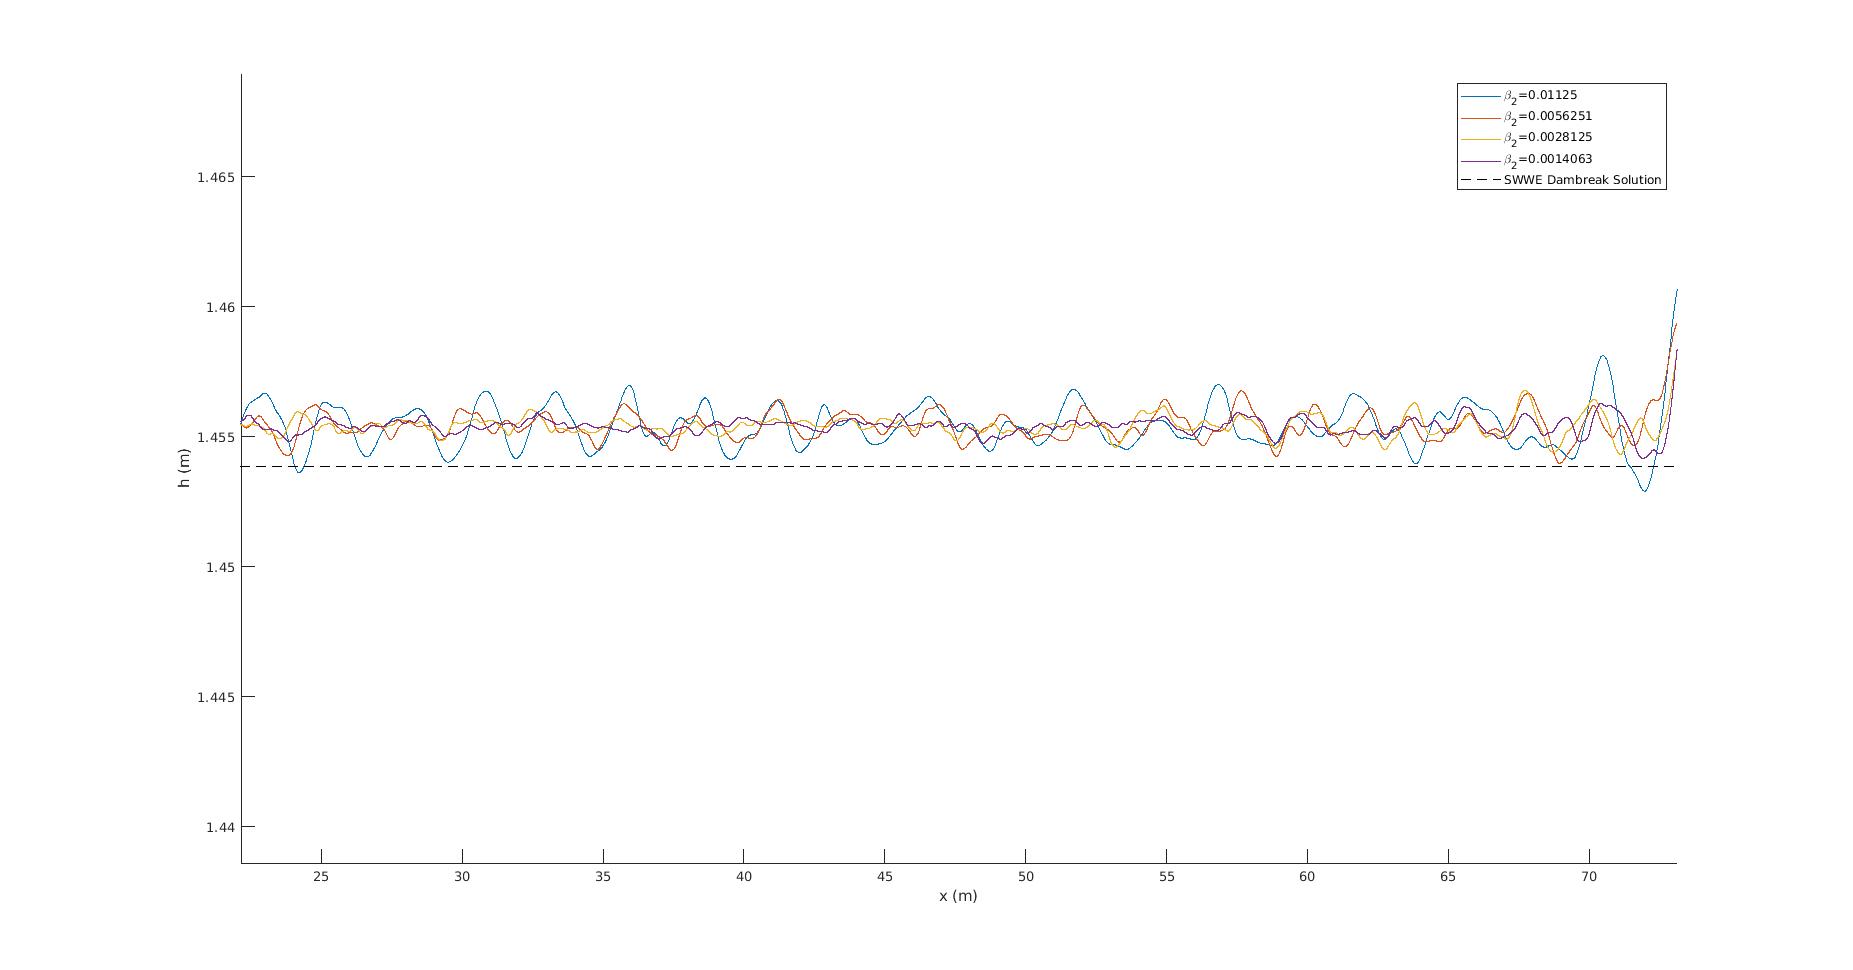 β2=0.01125
β2=0.0056251
β2=0.0028125
β2=0.0014063
SWWE Dambreak Solution
1.465
1.46
1.455
1.45
1.445
1.44
h (m)
25 30 35 40 45 50 55 60 65 70
x (m)